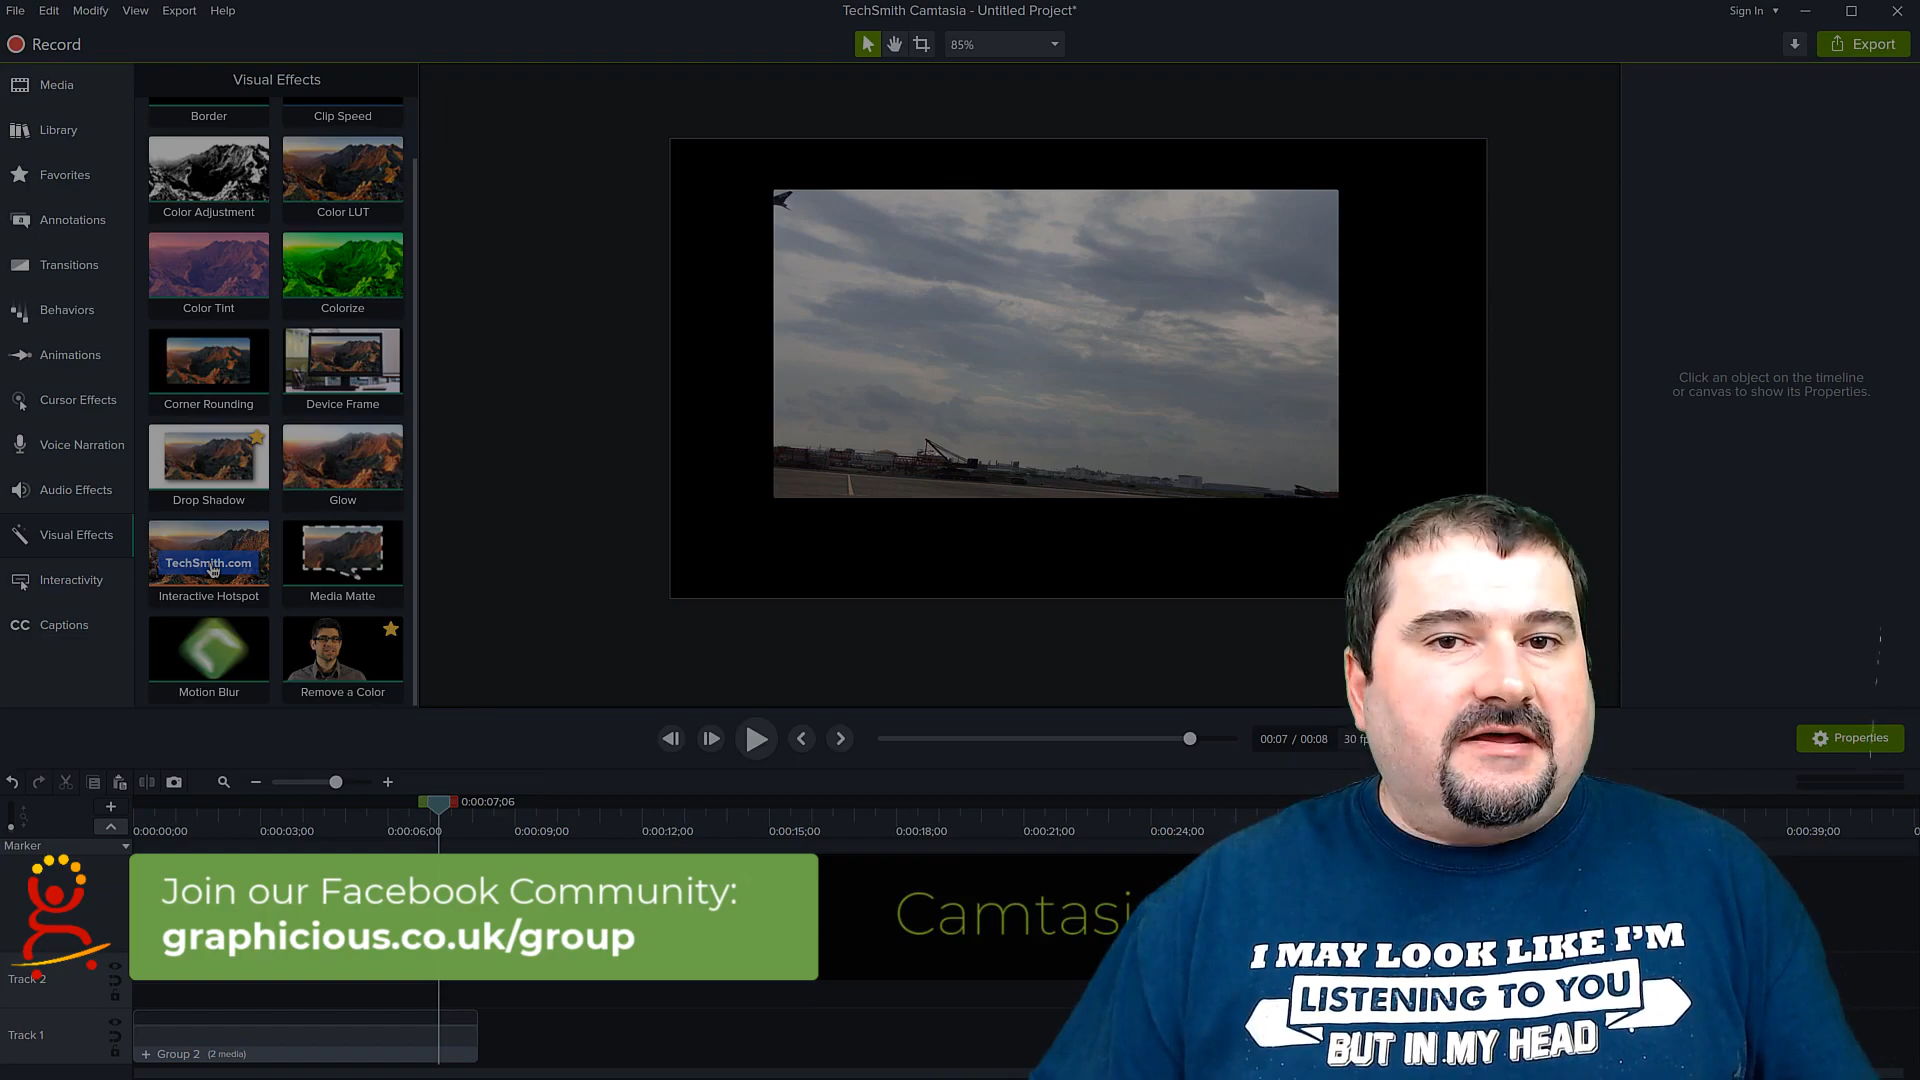 File Edit Modify View Export Help
TechSmith Camtasia - Untitled Project*
Sign In
Record
85%
Export
Media
Library
Favorites
Annotations
Transitions
Behaviors
Animations
Cursor Effects
Voice Narration
Audio Effects
Visual Effects
Interactivity
CC Captions
Visual Effects
Border Clip Speed
Color Adjustment Color LUT
Color Tint Colorize
Corner Rounding Device Frame
Drop Shadow Glow
TechSmith.com
Interactive Hotspot Media Matte
Motion Blur Remove a Color
Click an object on the timeline
or canvas to show its Properties.
00:07 / 00:08 30
Properties
0:00:07;06
0:00:00;00 0:00:03;00 0:00:06;00 0:00:09;00 0:00:12;00 0:00:15;00 0:00:18;00 0:00:21;00 0:00:24;00 0:00:39;00
Marker
Join our Facebook Community:
graphicious.co.uk/group
Camtasi
Track 2
Track 1
+ Group 2 (2 media)
I MAY LOOK LIKE I'M
LISTENING TO YOU
BUT IN MY HEAD